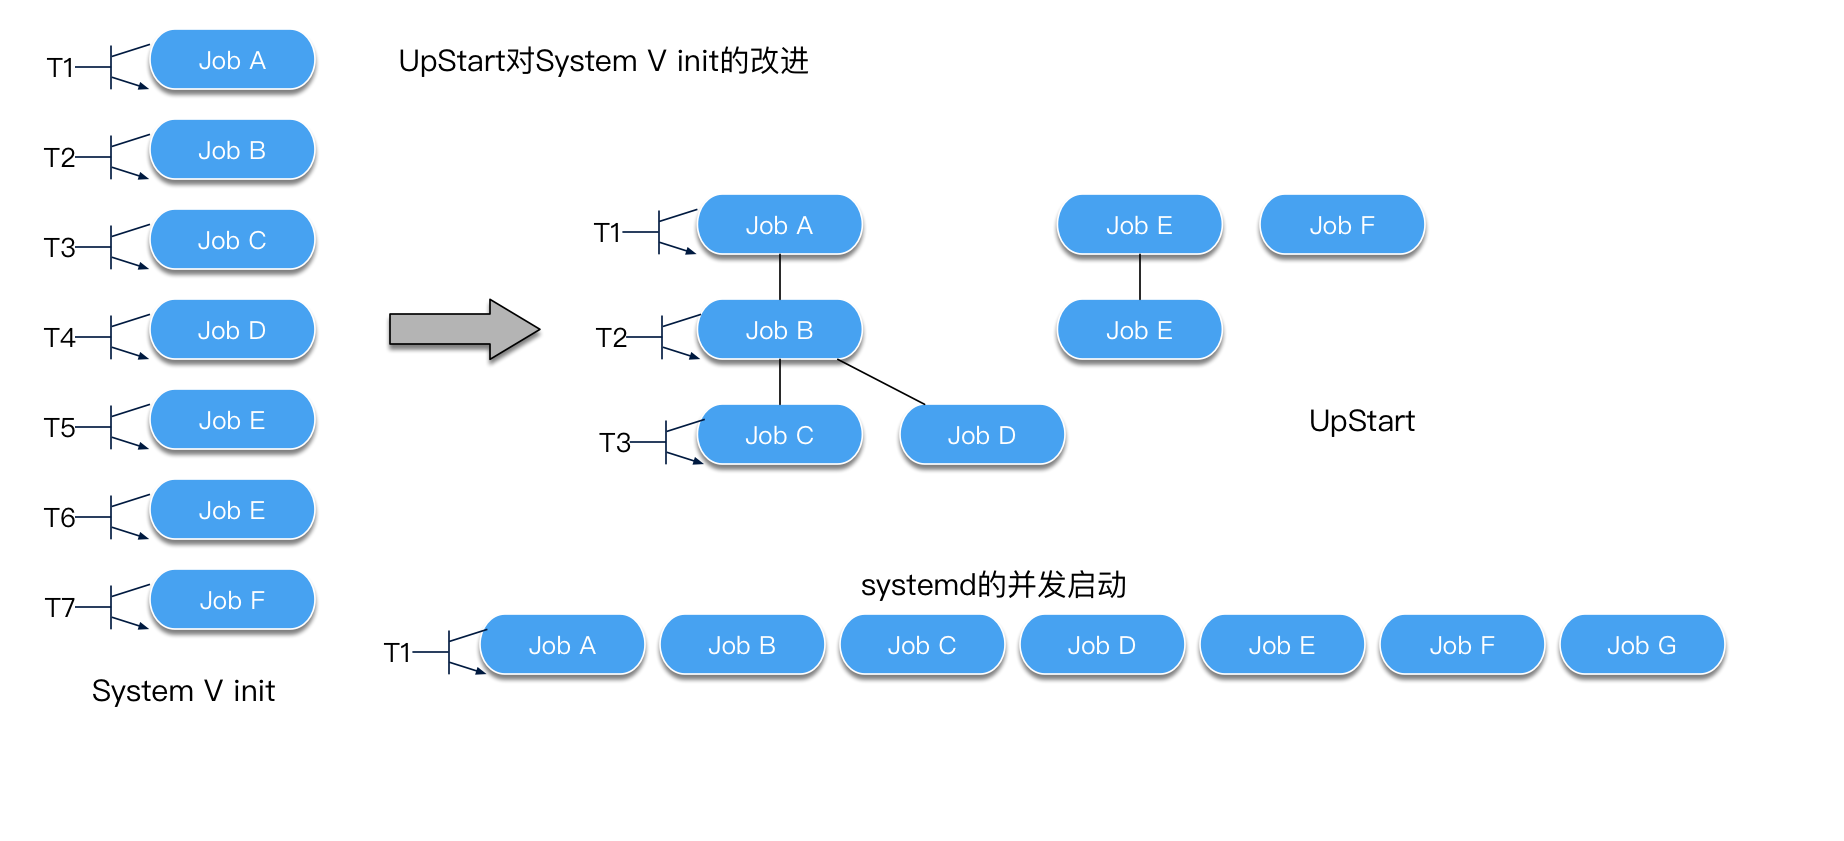 UpStart对System V init的改进
T1 Job A
T2 Job B
T3 Job C
T4 Job D
T5 Job E
T6 Job E
T7 Job F
System V init
T1 Job A Job E Job F
T2 Job B Job E
T3 Job C Job D
UpStart
systemd的并发启动
T1 Job A Job B Job C Job D Job E Job F Job G